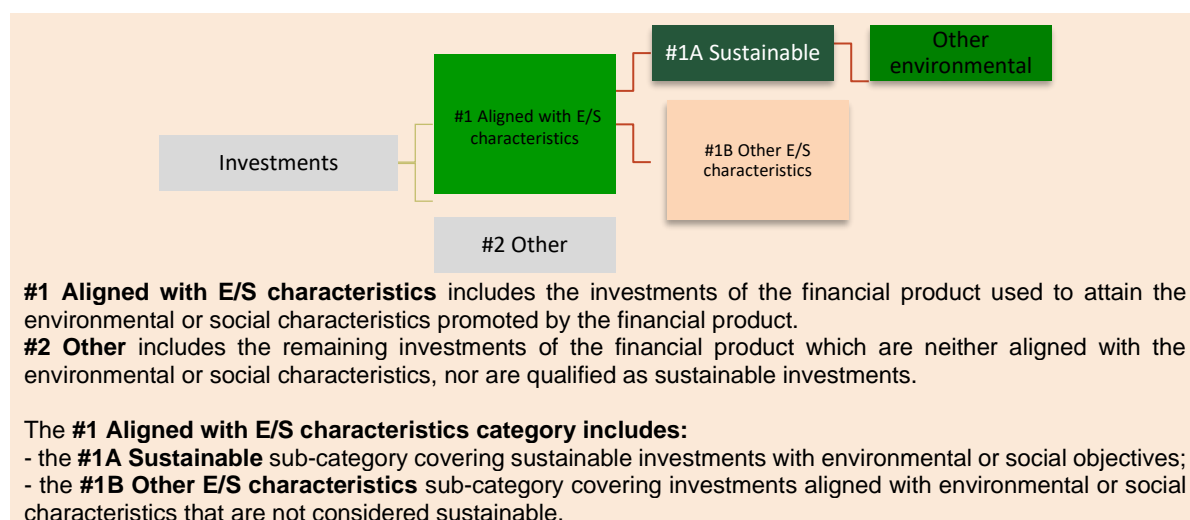 #1A Sustainable
Other
environmental
#1 Aligned with E/S
characteristics
#1B Other E/S
characteristics
Investments
#2 Other
#1 Aligned with E/S characteristics includes the investments of the financial product used to attain the
environmental or social characteristics promoted by the financial product.
#2 Other includes the remaining investments of the financial product which are neither aligned with the
environmental or social characteristics, nor are qualified as sustainable investments.
The #1 Aligned with E/S characteristics category includes:
- the #1A Sustainable sub-category covering sustainable investments with environmental or social objectives;
- the #1B Other E/S characteristics sub-category covering investments aligned with environmental or social
characteristics that are not considered sustainable.